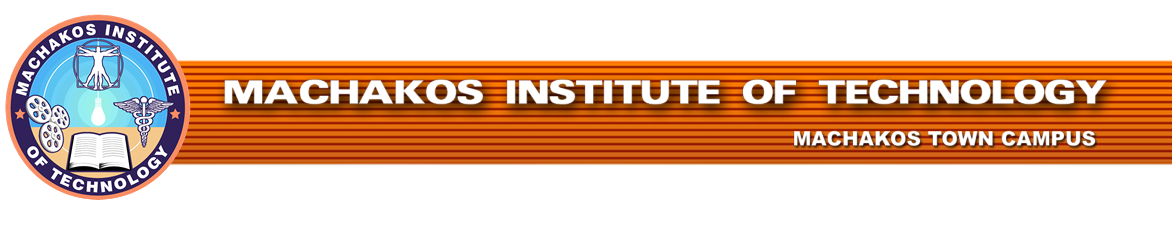 MACHAKOS INSTITUTE
OF TECHNOLOGY
MACHAKOS INSTITUTE OF TECHNOLOGY
MACHAKOS TOWN CAMPUS